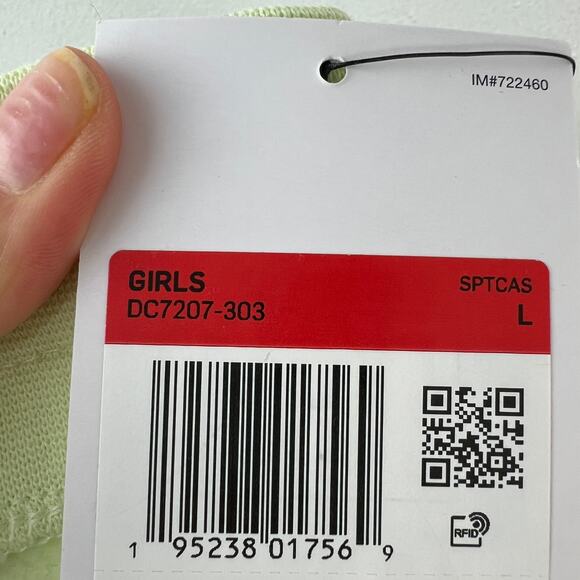 IM#722460
GIRLS SPTCAS
DC7207-303 L
1 95238 01756 9
RFID